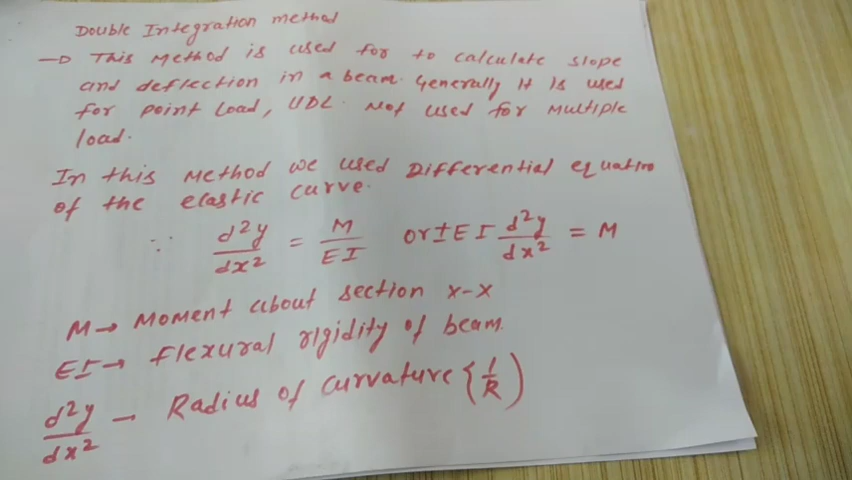 Double Integration method
→ This Method is used for to calculate slope
and deflection in a beam. Generally It is used
for point Load, UDL. Not used for Multiple
load.
In this Method we used Differential equation
of the elastic curve.
∵ d²y/dx² = M/EI or ± EI d²y/dx² = M
M → Moment about section x-x
EI → Flexural rigidity of beam.
d²y/dx² → Radius of curvature {1/R}